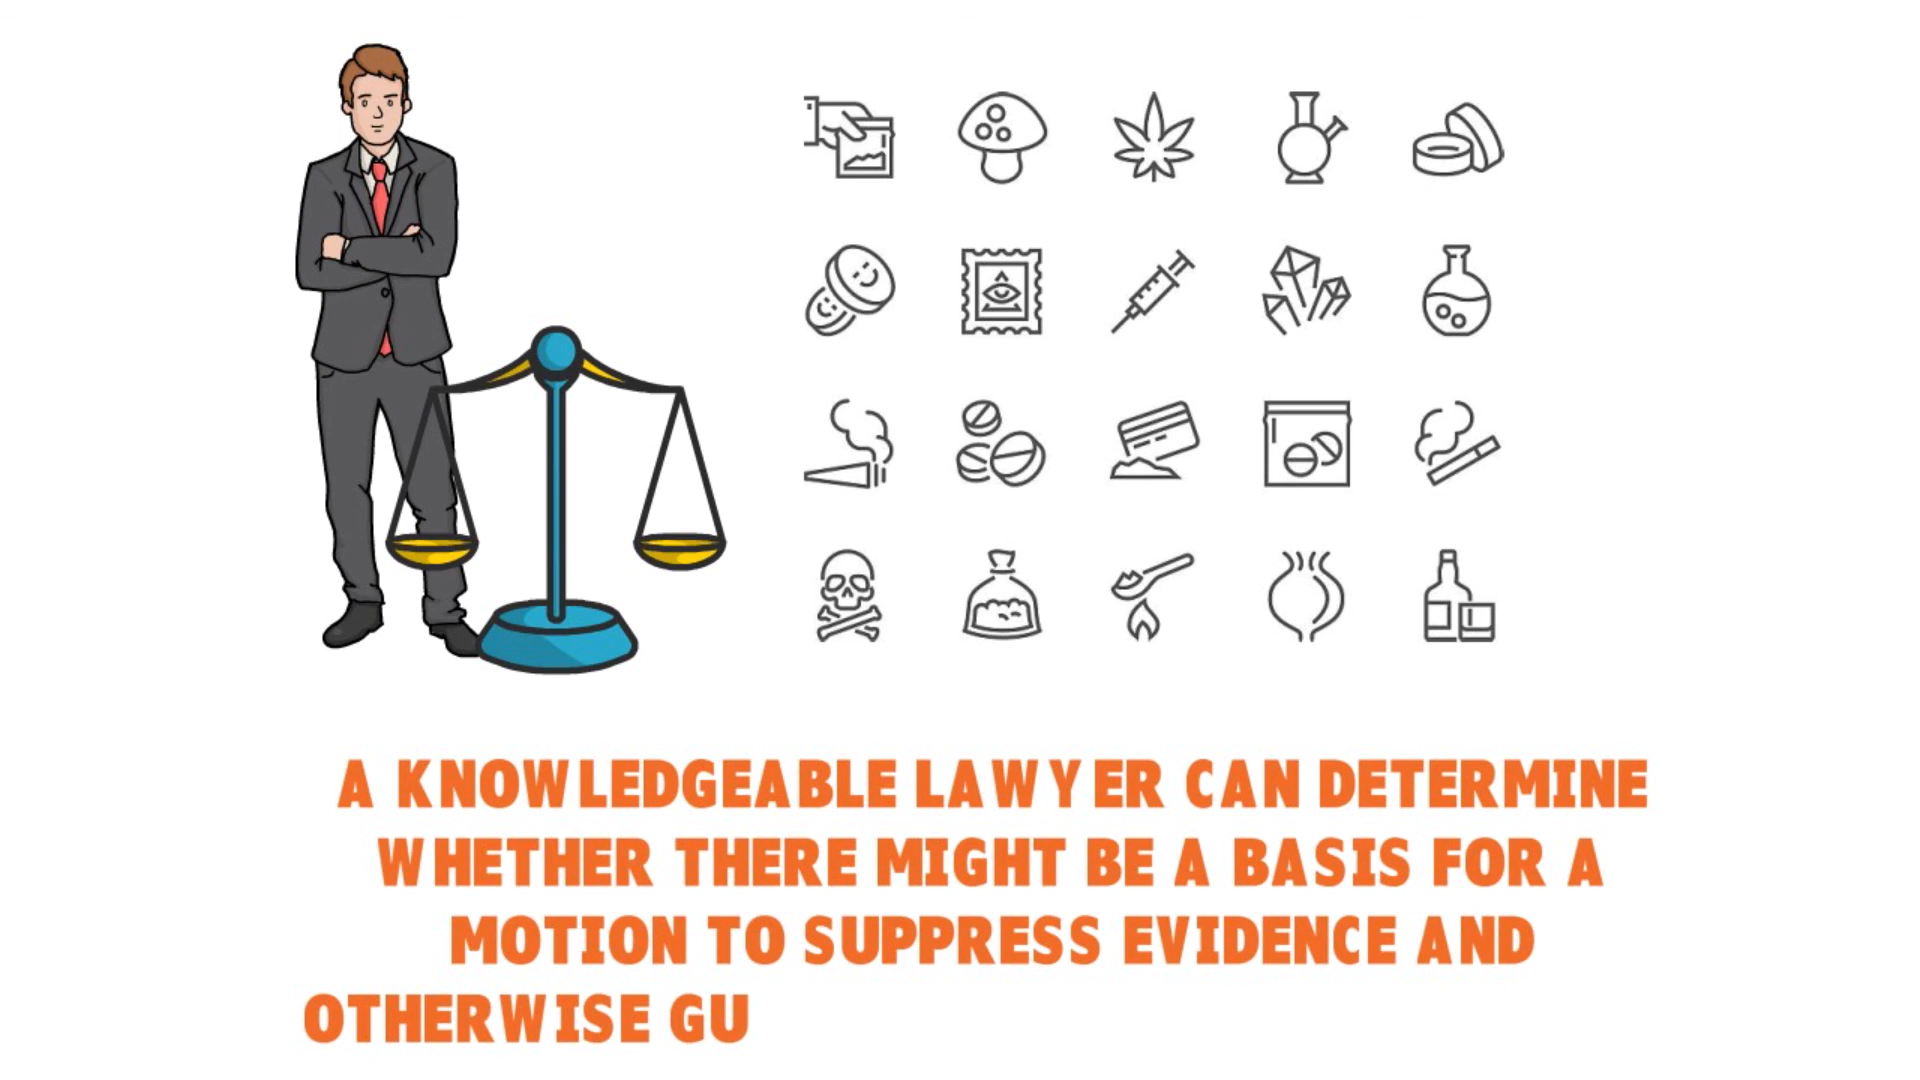 A KNOWLEDGEABLE LAWYER CAN DETERMINE
WHETHER THERE MIGHT BE A BASIS FOR A
MOTION TO SUPPRESS EVIDENCE AND
OTHERWISE GU